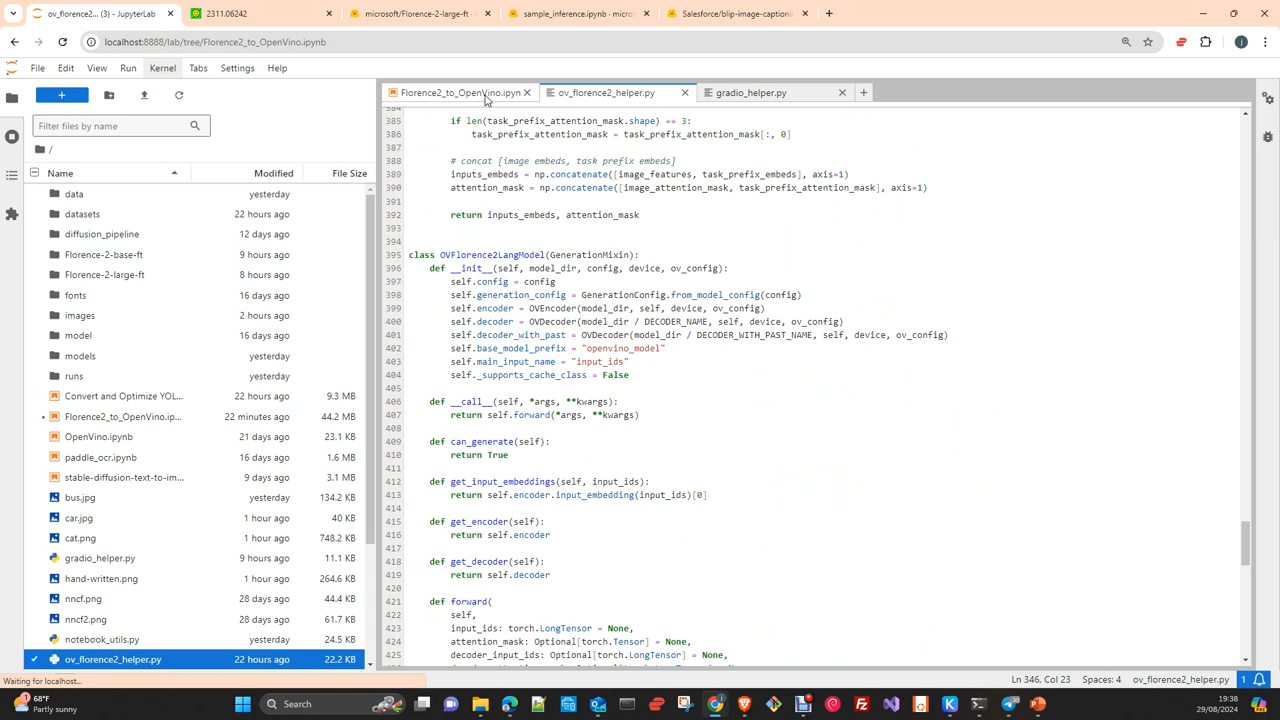 ov_florence2... (3) - JupyterLab
2311.06242
microsoft/Florence-2-large-ft
sample_inference.ipynb · micros
Salesforce/blip-image-captionin
localhost:8888/lab/tree/Florence2_to_OpenVino.ipynb
File Edit View Run Kernel Tabs Settings Help
Florence2_to_OpenVino.ipyn
ov_florence2_helper.py
gradio_helper.py
Filter files by name
/
Name Modified File Size
data yesterday
datasets 22 hours ago
diffusion_pipeline 12 days ago
Florence-2-base-ft 9 hours ago
Florence-2-large-ft 8 hours ago
fonts 16 days ago
images 2 hours ago
model 16 days ago
models yesterday
runs yesterday
Convert and Optimize YOL... 22 hours ago 9.3 MB
Florence2_to_OpenVino.ip... 22 minutes ago 44.2 MB
OpenVino.ipynb 21 days ago 23.1 KB
paddle_ocr.ipynb 16 days ago 1.6 MB
stable-diffusion-text-to-im... 9 days ago 3.1 MB
bus.jpg yesterday 134.2 KB
car.jpg 1 hour ago 40 KB
cat.png 1 hour ago 748.2 KB
gradio_helper.py 9 hours ago 11.1 KB
hand-written.png 1 hour ago 264.6 KB
nncf.png 28 days ago 44.4 KB
nncf2.png 28 days ago 61.7 KB
notebook_utils.py yesterday 24.5 KB
ov_florence2_helper.py 22 hours ago 22.2 KB
384
385 if len(task_prefix_attention_mask.shape) == 3:
386 task_prefix_attention_mask = task_prefix_attention_mask[:, 0]
387
388 # concat [image embeds, task prefix embeds]
389 inputs_embeds = np.concatenate([image_features, task_prefix_embeds], axis=1)
390 attention_mask = np.concatenate([image_attention_mask, task_prefix_attention_mask], axis=1)
391
392 return inputs_embeds, attention_mask
393
394
395 class OVFlorence2LangModel(GenerationMixin):
396 def __init__(self, model_dir, config, device, ov_config):
397 self.config = config
398 self.generation_config = GenerationConfig.from_model_config(config)
399 self.encoder = OVEncoder(model_dir, self, device, ov_config)
400 self.decoder = OVDecoder(model_dir / DECODER_NAME, self, device, ov_config)
401 self.decoder_with_past = OVDecoder(model_dir / DECODER_WITH_PAST_NAME, self, device, ov_config)
402 self.base_model_prefix = "openvino_model"
403 self.main_input_name = "input_ids"
404 self._supports_cache_class = False
405
406 def __call__(self, *args, **kwargs):
407 return self.forward(*args, **kwargs)
408
409 def can_generate(self):
410 return True
411
412 def get_input_embeddings(self, input_ids):
413 return self.encoder.input_embedding(input_ids)[0]
414
415 def get_encoder(self):
416 return self.encoder
417
418 def get_decoder(self):
419 return self.decoder
420
421 def forward(
422 self,
423 input_ids: torch.LongTensor = None,
424 attention_mask: Optional[torch.Tensor] = None,
425 decoder_input_ids: Optional[torch.LongTensor] = None,
Waiting for localhost...
Ln 346, Col 23 Spaces: 4 ov_florence2_helper.py 1
68°F
Partly sunny
Search
19:38
29/08/2024